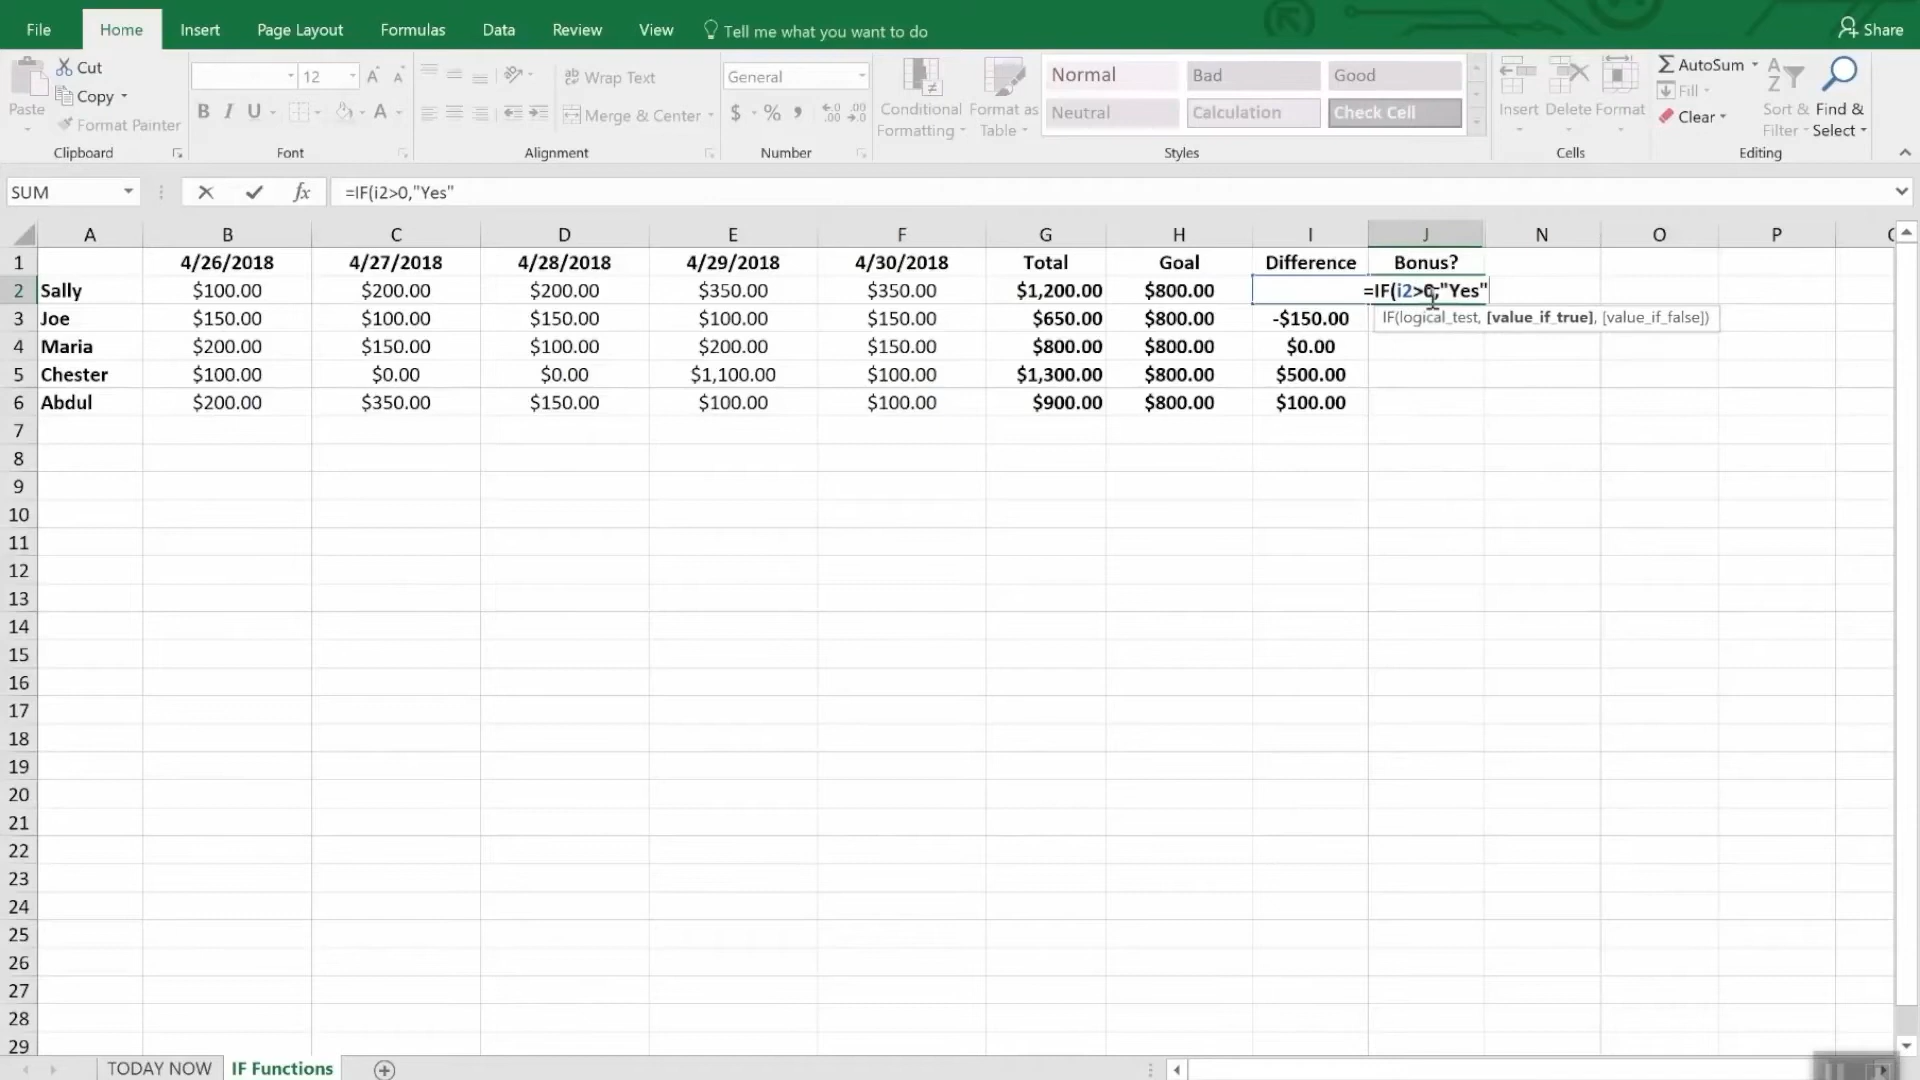 File Home Insert Page Layout Formulas Data Review View Tell me what you want to do Share
Paste Cut Copy Format Painter
12
Wrap Text
Merge & Center
General
$ % ,
Conditional Formatting
Format as Table
Normal Bad Good
Neutral Calculation Check Cell
Insert Delete Format
AutoSum
Fill
Clear
Sort & Filter
Find & Select
Clipboard Font Alignment Number Styles Cells Editing
SUM fx =IF(i2>0,"Yes"
A B C D E F G H I J N O P
1 4/26/2018 4/27/2018 4/28/2018 4/29/2018 4/30/2018 Total Goal Difference Bonus?
2 Sally $100.00 $200.00 $200.00 $350.00 $350.00 $1,200.00 $800.00 =IF(i2>0,"Yes"
IF(logical_test, [value_if_true], [value_if_false])
3 Joe $150.00 $100.00 $150.00 $100.00 $150.00 $650.00 $800.00 -$150.00
4 Maria $200.00 $150.00 $100.00 $200.00 $150.00 $800.00 $800.00 $0.00
5 Chester $100.00 $0.00 $0.00 $1,100.00 $100.00 $1,300.00 $800.00 $500.00
6 Abdul $200.00 $350.00 $150.00 $100.00 $100.00 $900.00 $800.00 $100.00
7
8
9
10
11
12
13
14
15
16
17
18
19
20
21
22
23
24
25
26
27
28
29
TODAY NOW IF Functions